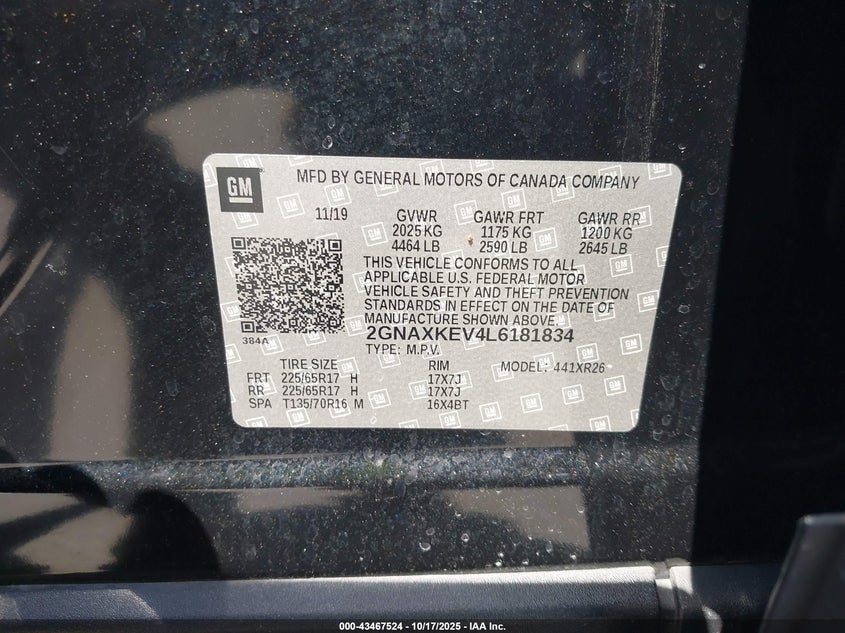 GM
MFD BY GENERAL MOTORS OF CANADA COMPANY
11/19 GVWR GAWR FRT GAWR RR
2025 KG 1175 KG 1200 KG
4464 LB 2590 LB 2645 LB
THIS VEHICLE CONFORMS TO ALL
APPLICABLE U.S. FEDERAL MOTOR
VEHICLE SAFETY AND THEFT PREVENTION
STANDARDS IN EFFECT ON THE DATE OF
MANUFACTURE SHOWN ABOVE.
2GNAXKEV4L6181834
384A
TYPE: M.P.V.
TIRE SIZE RIM MODEL: 441XR26
FRT 225/65R17 H 17X7J
RR 225/65R17 H 17X7J
SPA T135/70R16 M 16X4BT
000-43467524 | 10/17/2025 | IAA Inc.